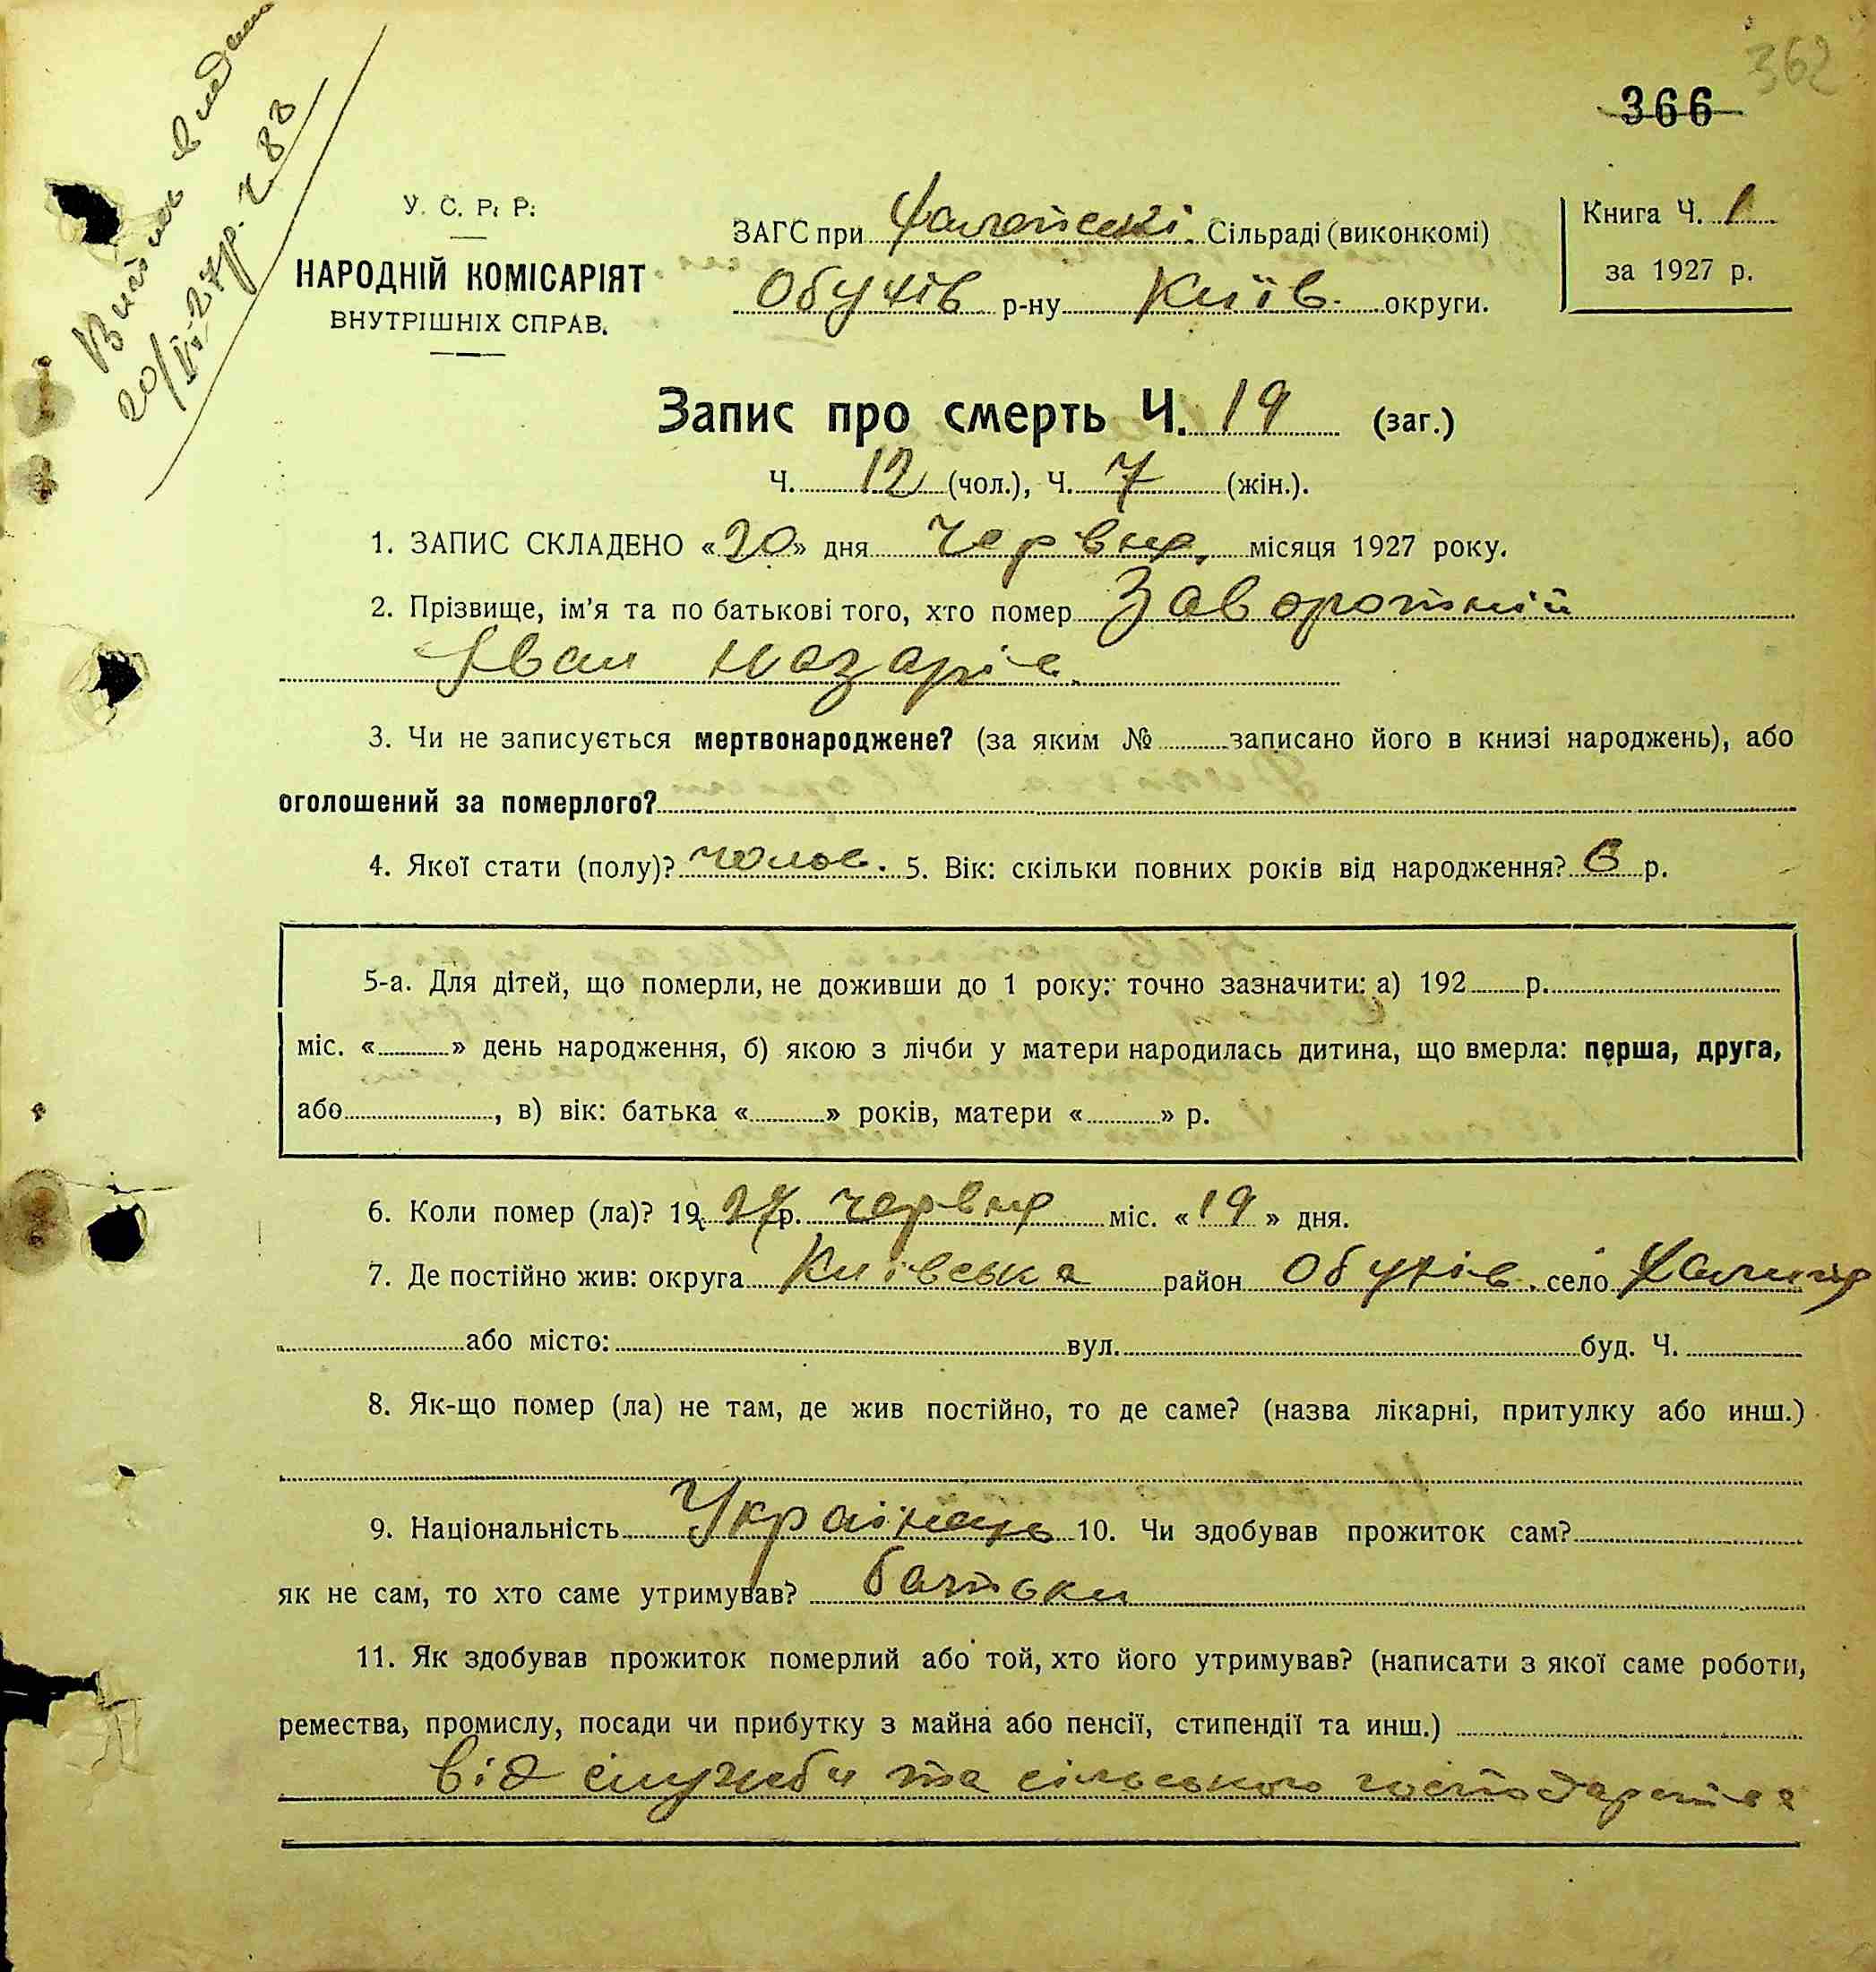 362
366
20/VI-27р. ч. 88
У. С. Р. Р.
НАРОДНІЙ КОМІСАРІЯТ
ВНУТРІШНІХ СПРАВ.
ЗАГС при Халепській Сільраді (виконкомі)
Обухів р-ну Київ. округи.
Книга Ч. 1
за 1927 р.
Запис про смерть Ч. 19 (заг.)
Ч. 12 (чол.), Ч. 7 (жін.).
1. ЗАПИС СКЛАДЕНО «20» дня червня, місяця 1927 року.
2. Прізвище, ім'я та по батькові того, хто помер Заворотній
Іван Назарів.
3. Чи не записується мертвонароджене? (за яким № записано його в книзі народжень), або
оголошений за померлого?
4. Якої стати (полу)? чолов. 5. Вік: скільки повних років від народження? 6 р.
5-а. Для дітей, що померли, не доживши до 1 року: точно зазначити: а) 192 р.
міс. « » день народження, б) якою з лічби у матери народилась дитина, що вмерла: перша, друга,
або , в) вік: батька « » років, матери « » р.
6. Коли помер (ла)? 19 27 р. червня міс. «19» дня.
7. Де постійно жив: округа Київська район Обухів. село
або місто: вул. буд. Ч.
8. Як-що помер (ла) не там, де жив постійно, то де саме? (назва лікарні, притулку або инш.)
9. Національність Українець 10. Чи здобував прожиток сам?
як не сам, то хто саме утримував? батьки
11. Як здобував прожиток померлий або той, хто його утримував? (написати з якої саме роботи,
ремества, промислу, посади чи прибутку з майна або пенсії, стипендії та инш.)
від служби та сільського господарства